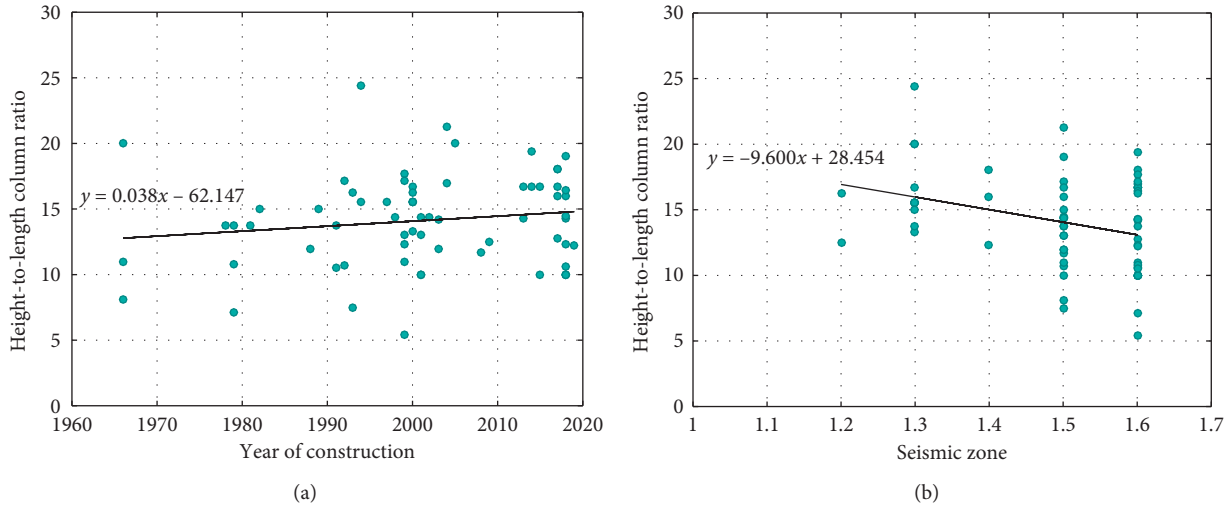 30
25
20
15
10
5
0
Height-to-length column ratio
y = 0.038x – 62.147
1960 1970 1980 1990 2000 2010 2020
Year of construction
(a)
30
25
20
15
10
5
0
Height-to-length column ratio
y = –9.600x + 28.454
1 1.1 1.2 1.3 1.4 1.5 1.6 1.7
Seismic zone
(b)